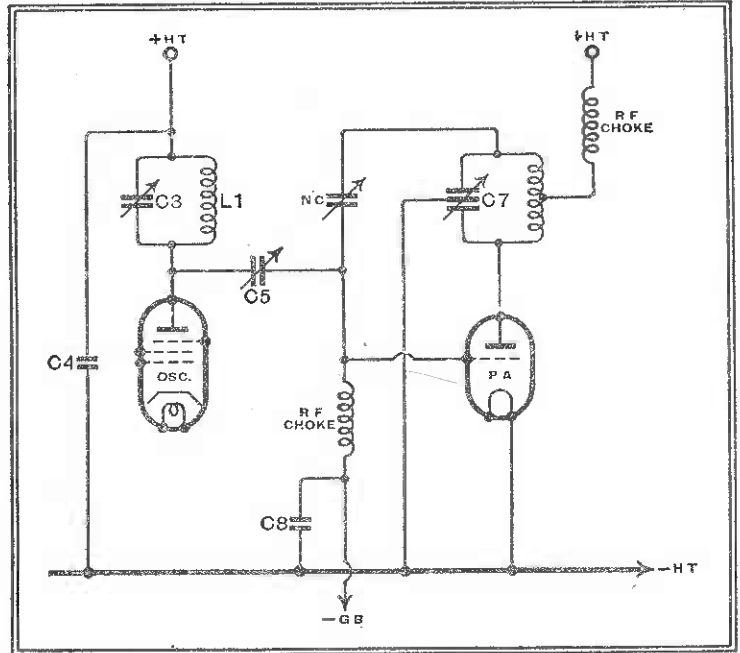 +HT
+HT
RF
CHOKE
C3
L1
NC
C7
C5
C4
OSC.
PA
RF
CHOKE
C8
-HT
-GB